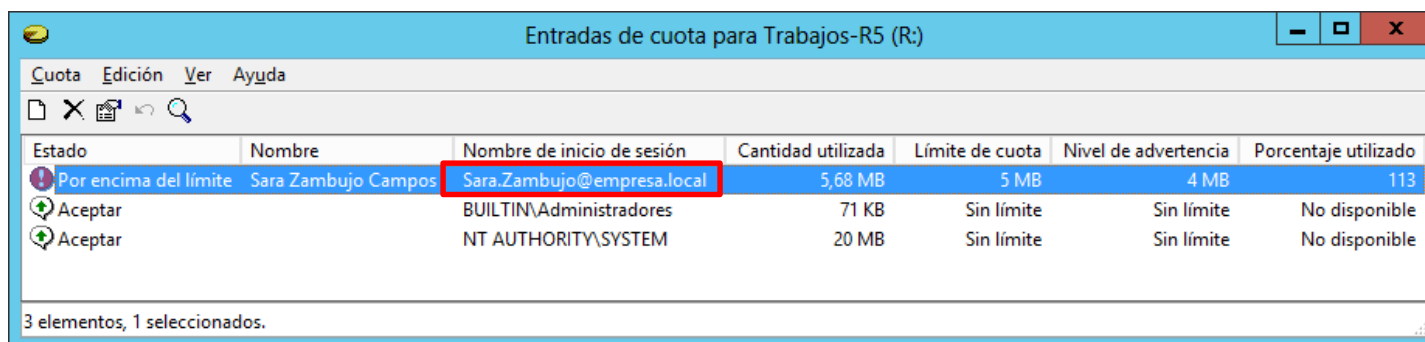 Entradas de cuota para Trabajos-R5 (R:)
Cuota Edición Ver Ayuda
Estado Nombre Nombre de inicio de sesión Cantidad utilizada Límite de cuota Nivel de advertencia Porcentaje utilizado
Por encima del límite Sara Zambujo Campos Sara.Zambujo@empresa.local 5,68 MB 5 MB 4 MB 113
Aceptar BUILTIN\Administradores 71 KB Sin límite Sin límite No disponible
Aceptar NT AUTHORITY\SYSTEM 20 MB Sin límite Sin límite No disponible
3 elementos, 1 seleccionados.